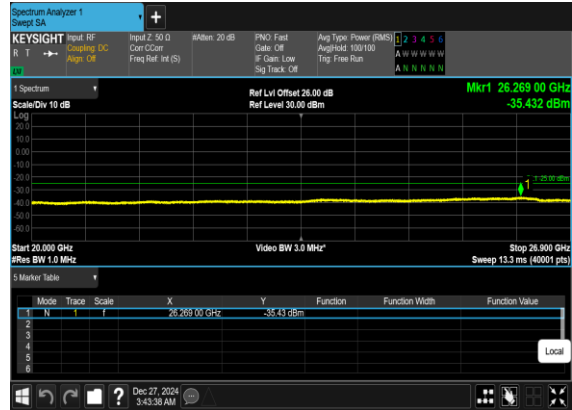 Spectrum Analyzer 1
Swept SA
+
KEYSIGHT Input: RF Input Z: 50 Ω #Atten: 20 dB PNO: Fast Avg Type: Power (RMS) 1 2 3 4 5 6
R T Coupling: DC Corr CCorr Gate: Off Avg|Hold: 100/100 A W W W W W
Align: Off Freq Ref: Int (S) IF Gain: Low Trig: Free Run
Sig Track: Off A N N N N N
1 Spectrum Ref Lvl Offset 26.00 dB Mkr1 26.269 00 GHz
Scale/Div 10 dB Ref Level 30.00 dBm -35.432 dBm
Log
20.0
10.0
0.00
-10.0
-20.0
-30.0
-40.0
-50.0
-60.0
1
Start 20.000 GHz Video BW 3.0 MHz* Stop 26.900 GHz
#Res BW 1.0 MHz Sweep 13.3 ms (40001 pts)
5 Marker Table
Mode Trace Scale X Y Function Function Width Function Value
1 N 1 f 26.269 00 GHz -35.43 dBm
2
3
4
5
6
Local
? Dec 27, 2024
3:43:38 AM